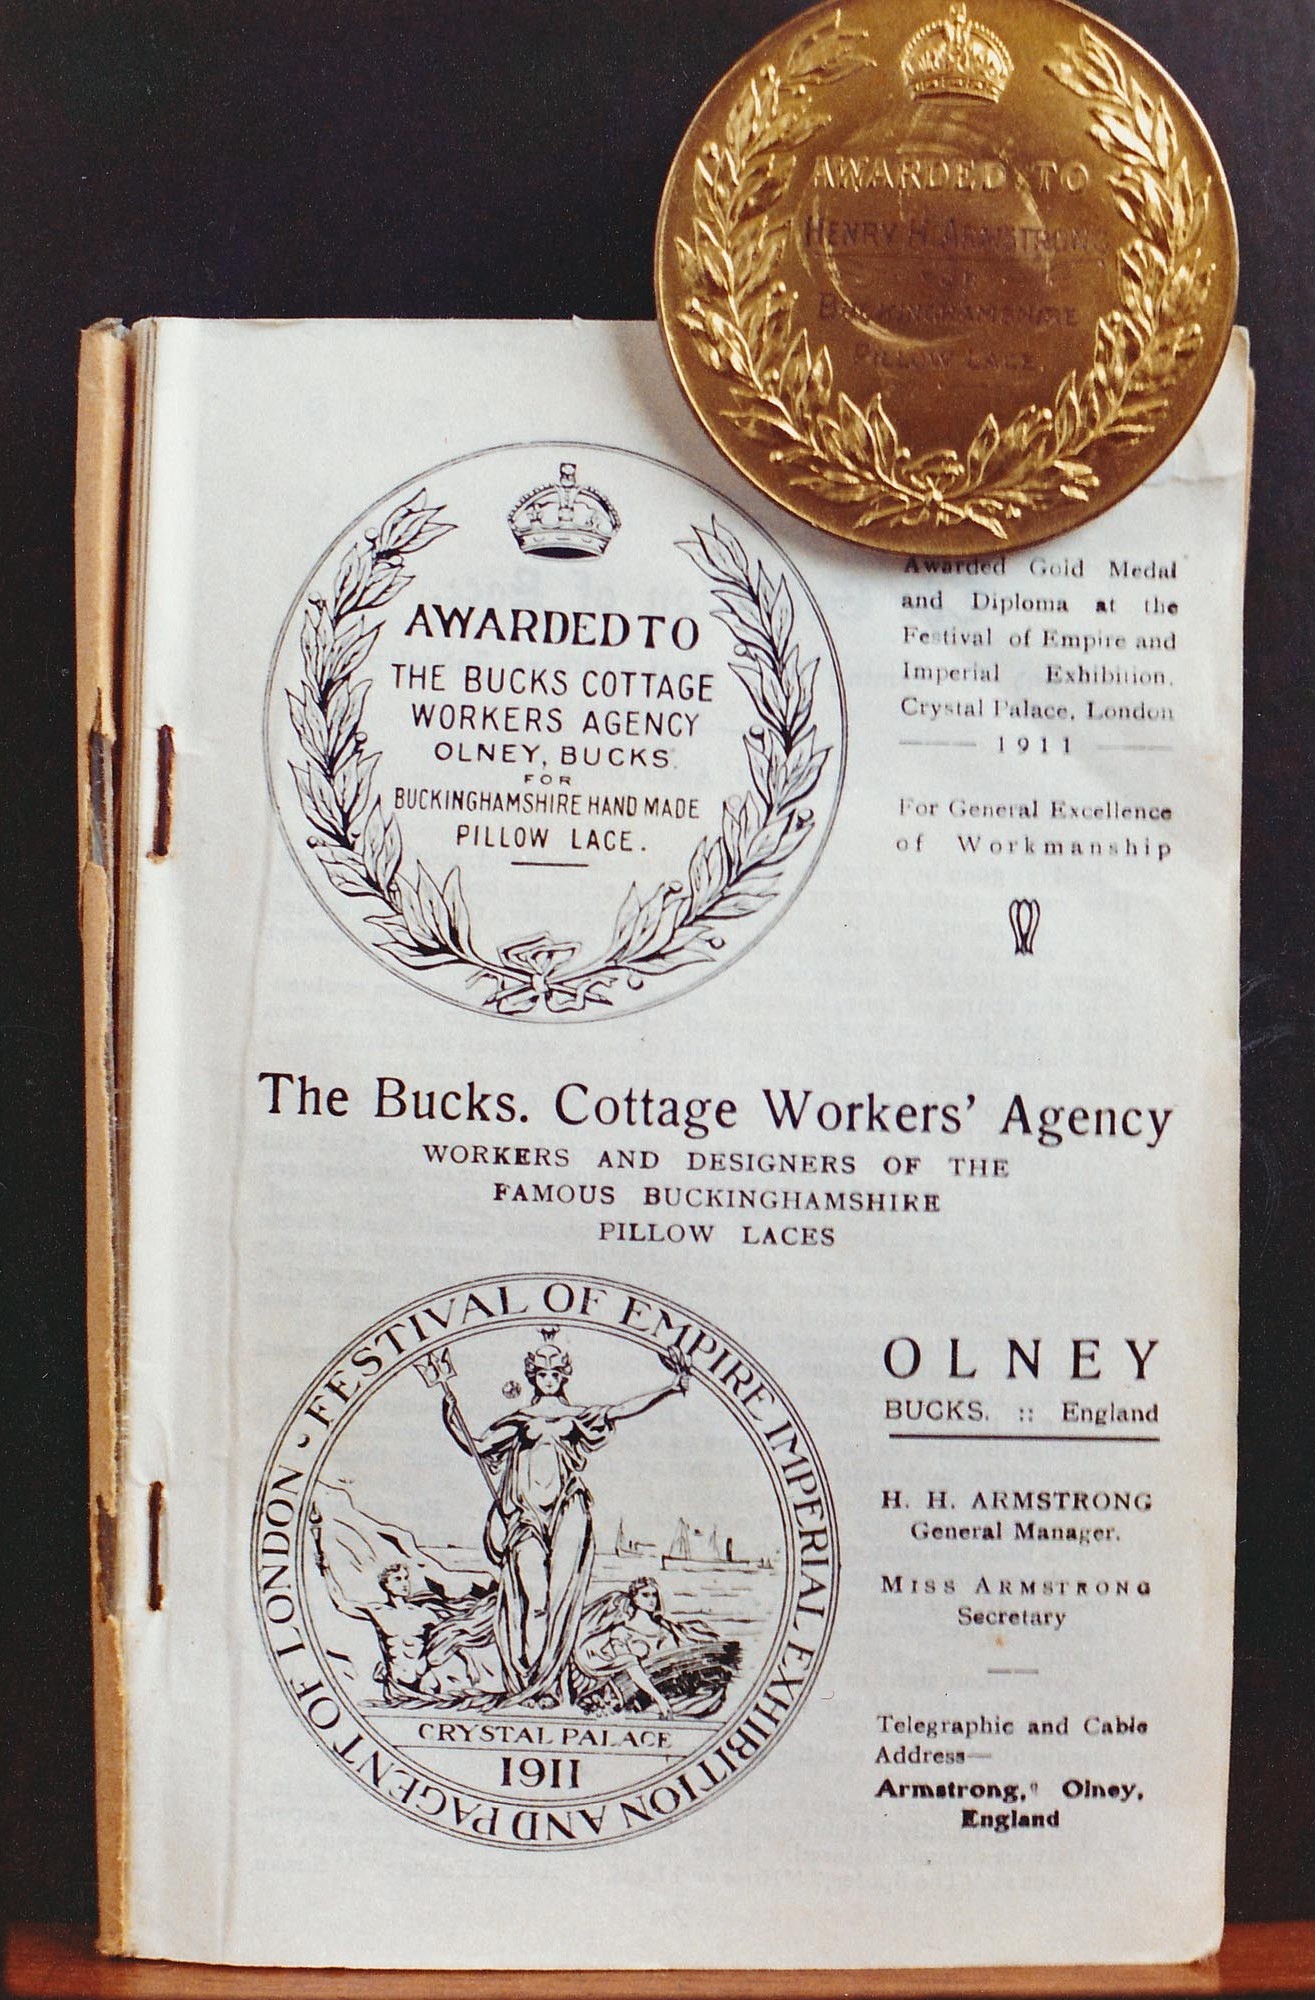 AWARDED TO
HENRY H. ARMSTRONG
OF
BUCKINGHAMSHIRE
PILLOW LACE.
AWARDED TO
THE BUCKS COTTAGE
WORKERS AGENCY
OLNEY, BUCKS.
FOR
BUCKINGHAMSHIRE HAND MADE
PILLOW LACE.
Awarded Gold Medal
and Diploma at the
Festival of Empire and
Imperial Exhibition,
Crystal Palace, London
1911
For General Excellence
of Workmanship
The Bucks. Cottage Workers' Agency
WORKERS AND DESIGNERS OF THE
FAMOUS BUCKINGHAMSHIRE
PILLOW LACES
FESTIVAL OF EMPIRE IMPERIAL EXHIBITION AND PAGENT OF LONDON
CRYSTAL PALACE
1911
OLNEY
BUCKS. :: England
H. H. ARMSTRONG
General Manager.
MISS ARMSTRONG
Secretary
Telegraphic and Cable
Address—
Armstrong, Olney,
England